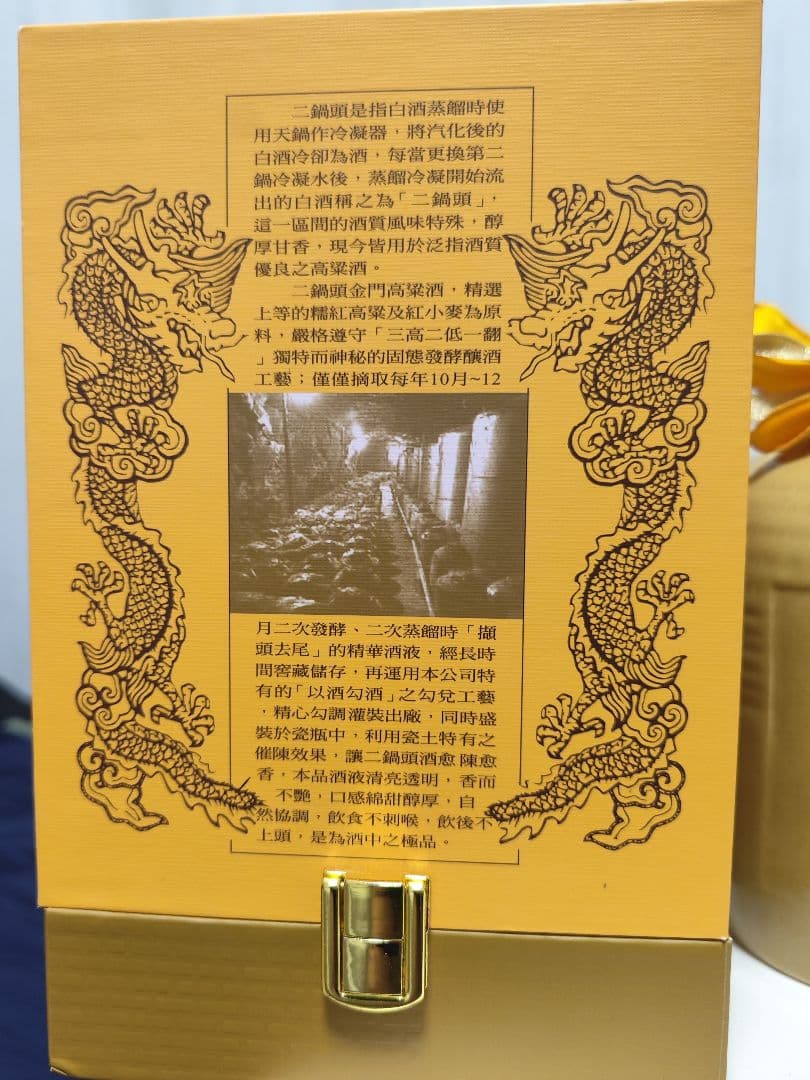 二鍋頭是指白酒蒸餾時使
用天鍋作冷凝器，將汽化後的
白酒冷卻為酒，每當更換第二
鍋冷凝水後，蒸餾冷凝開始流
出的白酒稱之為「二鍋頭」，
這一區間的酒質風味特殊，醇
厚甘香，現今皆用於泛指酒質
優良之高粱酒。
二鍋頭金門高粱酒，精選
上等的糯紅高粱及紅小麥為原
料，嚴格遵守「三高二低一翻
」獨特而神秘的固態發酵釀酒
工藝；僅僅摘取每年10月~12
月二次發酵、二次蒸餾時「擷
頭去尾」的精華酒液，經長時
間窖藏儲存，再運用本公司特
有的「以酒勾酒」之勾兌工藝
，精心勾調灌裝出廠，同時盛
裝於瓷瓶中，利用瓷土特有之
催陳效果，讓二鍋頭酒愈陳愈
香，本品酒液清亮透明，香而
不艷，口感綿甜醇厚，自
然協調，飲食不刺喉，飲後不
上頭，是為酒中之極品。